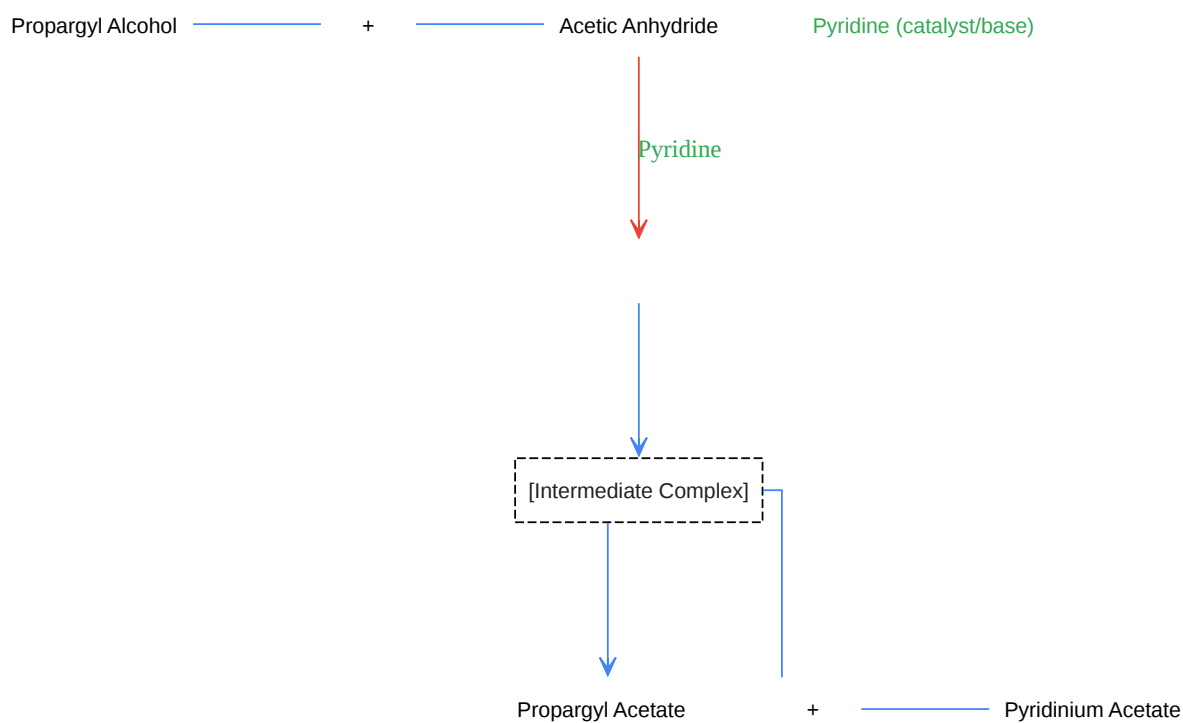 Propargyl Alcohol + Acetic Anhydride Pyridine (catalyst/base)
Pyridine
[Intermediate Complex]
Propargyl Acetate + Pyridinium Acetate